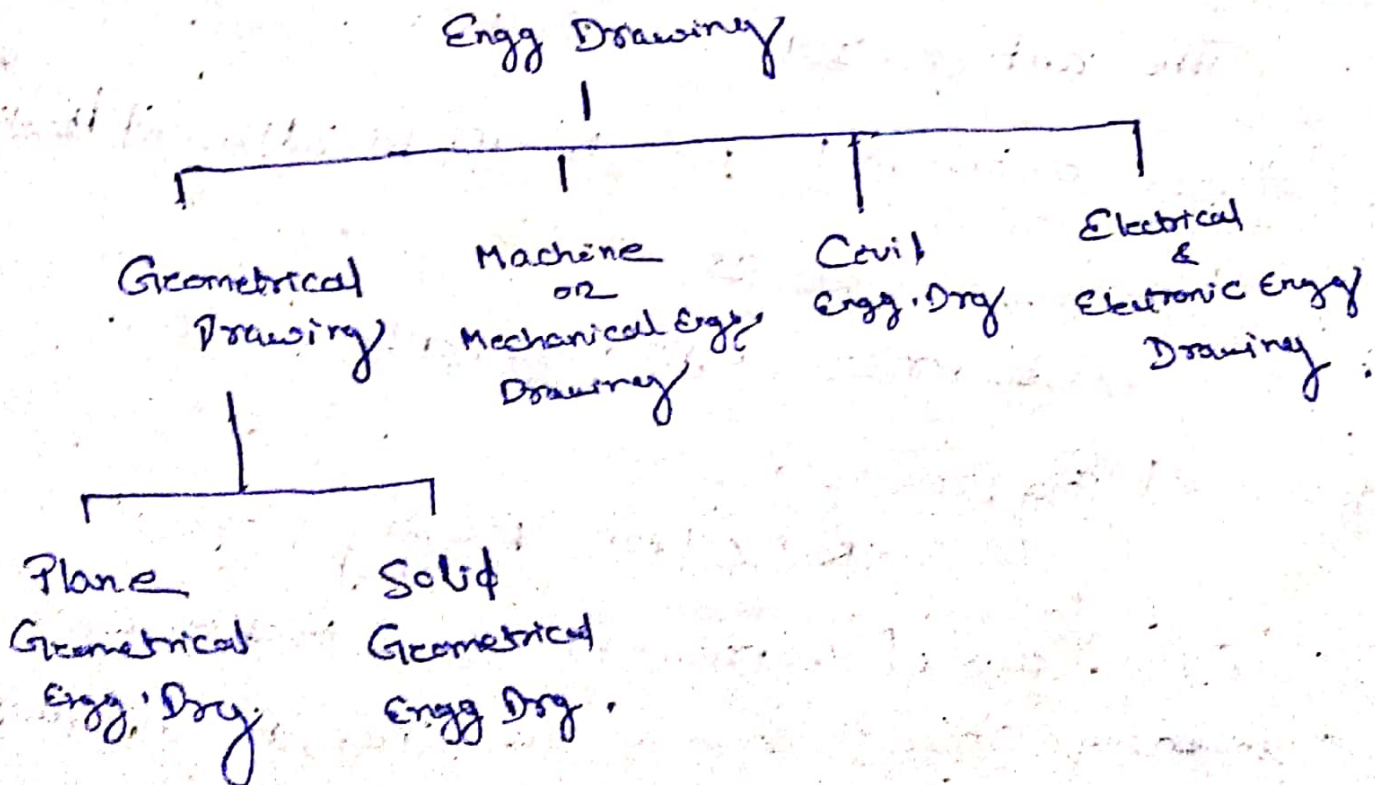 Engg Drawing
Geometrical
Drawing
Machine
or
Mechanical Engg.
Drawing
Civil
Engg. Drg.
Electrical
&
Electronic Engg
Drawing.
Plane
Geometrical
Engg. Drg.
Solid
Geometrical
Engg Drg.